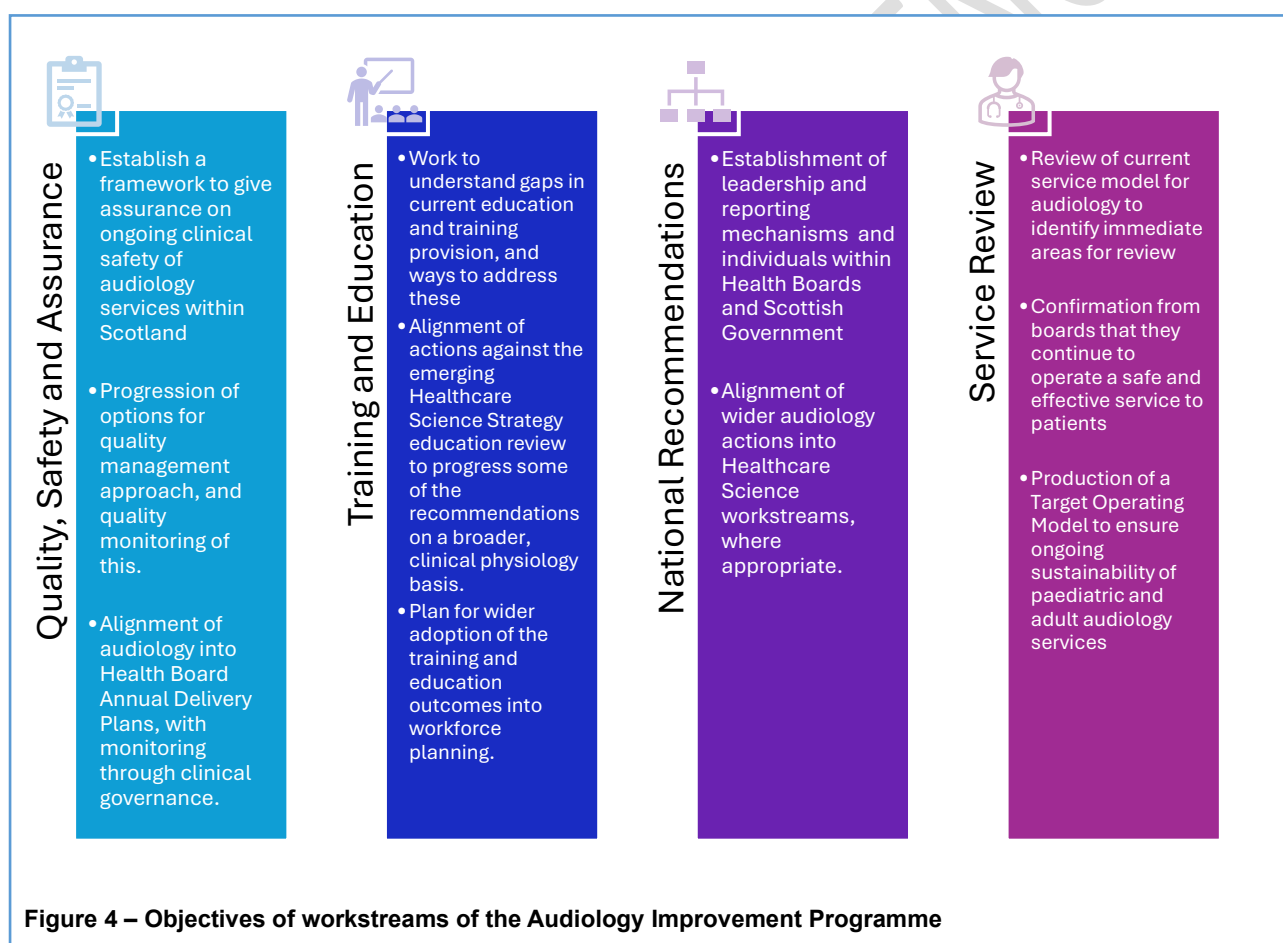 Quality, Safety and Assurance
•Establish a
framework to give
assurance on
ongoing clinical
safety of
audiology
services within
Scotland
•Progression of
options for
quality
management
approach, and
quality
monitoring of
this.
•Alignment of
audiology into
Health Board
Annual Delivery
Plans, with
monitoring
through clinical
governance.
Training and Education
•Work to
understand gaps in
current education
and training
provision, and
ways to address
these
•Alignment of
actions against the
emerging
Healthcare
Science Strategy
education review
to progress some
of the
recommendations
on a broader,
clinical physiology
basis.
•Plan for wider
adoption of the
training and
education
outcomes into
workforce
planning.
National Recommendations
•Establishment of
leadership and
reporting
mechanisms and
individuals within
Health Boards
and Scottish
Government
•Alignment of
wider audiology
actions into
Healthcare
Science
workstreams,
where
appropriate.
Service Review
•Review of current
service model for
audiology to
identify immediate
areas for review
•Confirmation from
boards that they
continue to
operate a safe and
effective service to
patients
•Production of a
Target Operating
Model to ensure
ongoing
sustainability of
paediatric and
adult audiology
services
Figure 4 – Objectives of workstreams of the Audiology Improvement Programme